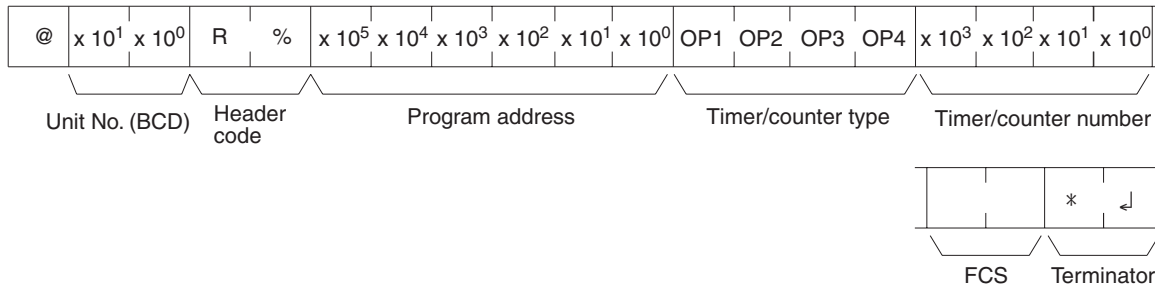 @ x 10¹ x 10⁰ R % x 10⁵ x 10⁴ x 10³ x 10² x 10¹ x 10⁰ OP1 OP2 OP3 OP4 x 10³ x 10² x 10¹ x 10⁰
Unit No. (BCD) Header code Program address Timer/counter type Timer/counter number
* ↲
FCS Terminator